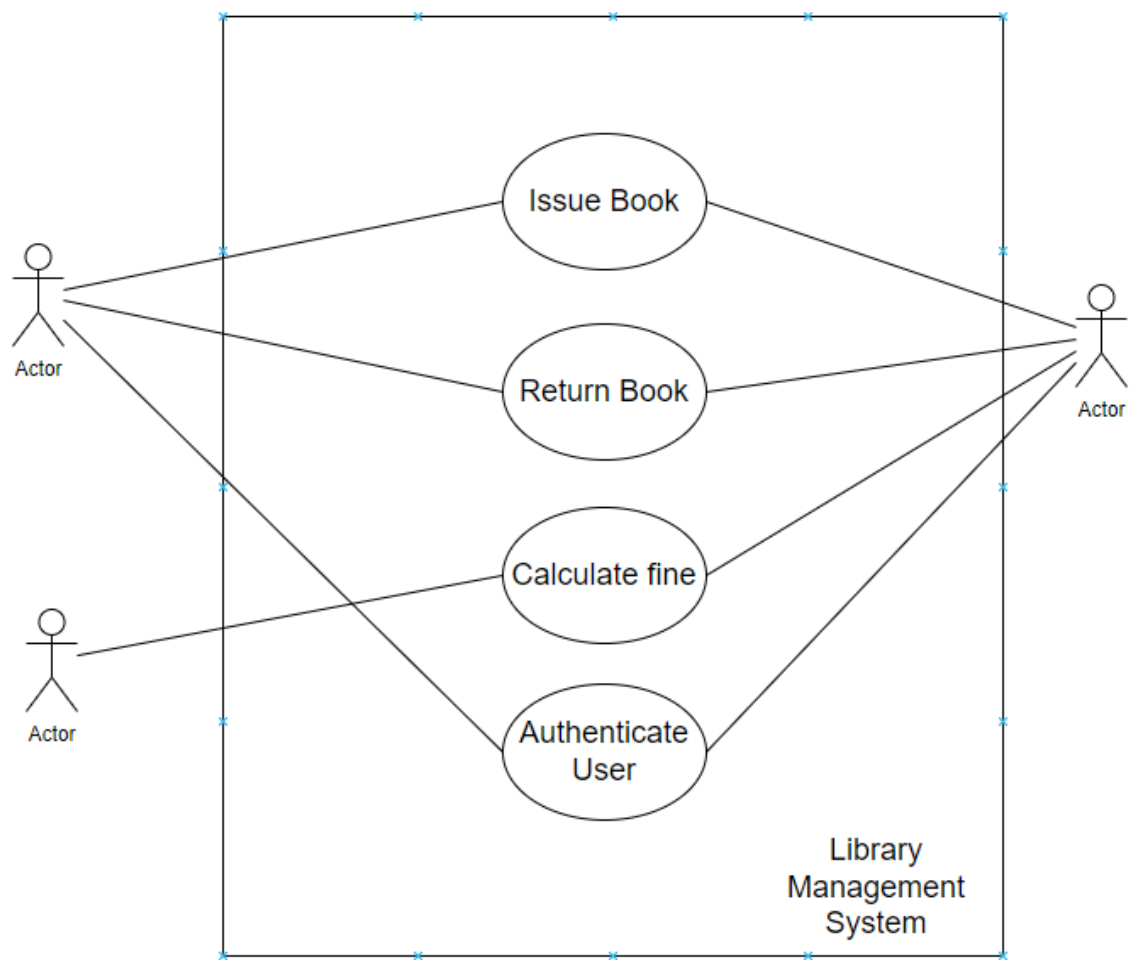 Issue Book
Actor
Return Book
Actor
Calculate fine
Actor
Authenticate
User
Library
Management
System